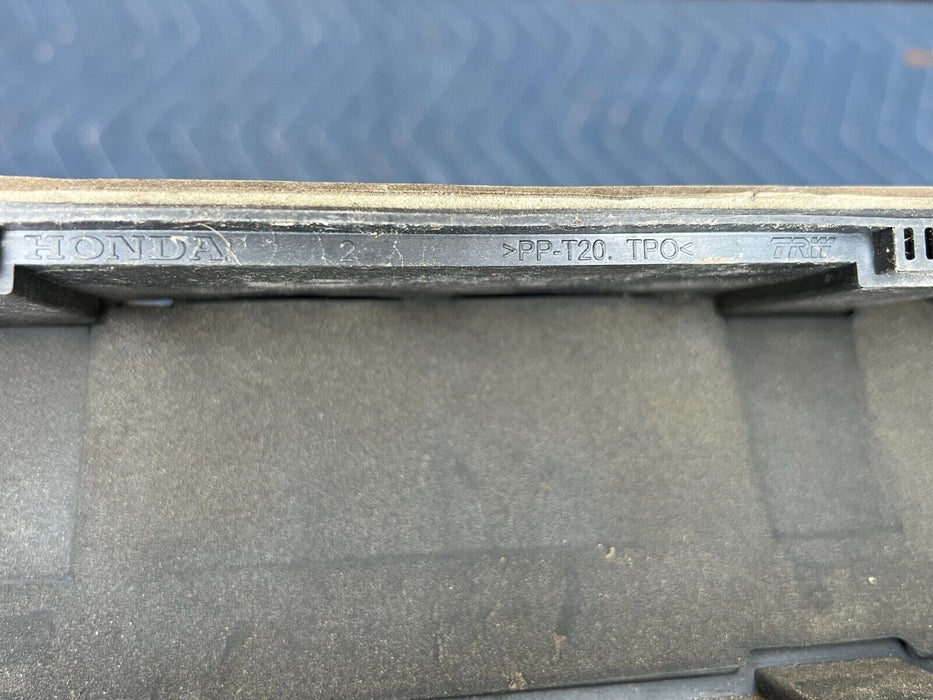 HONDA 2 >PP-T20. TPO< TRW